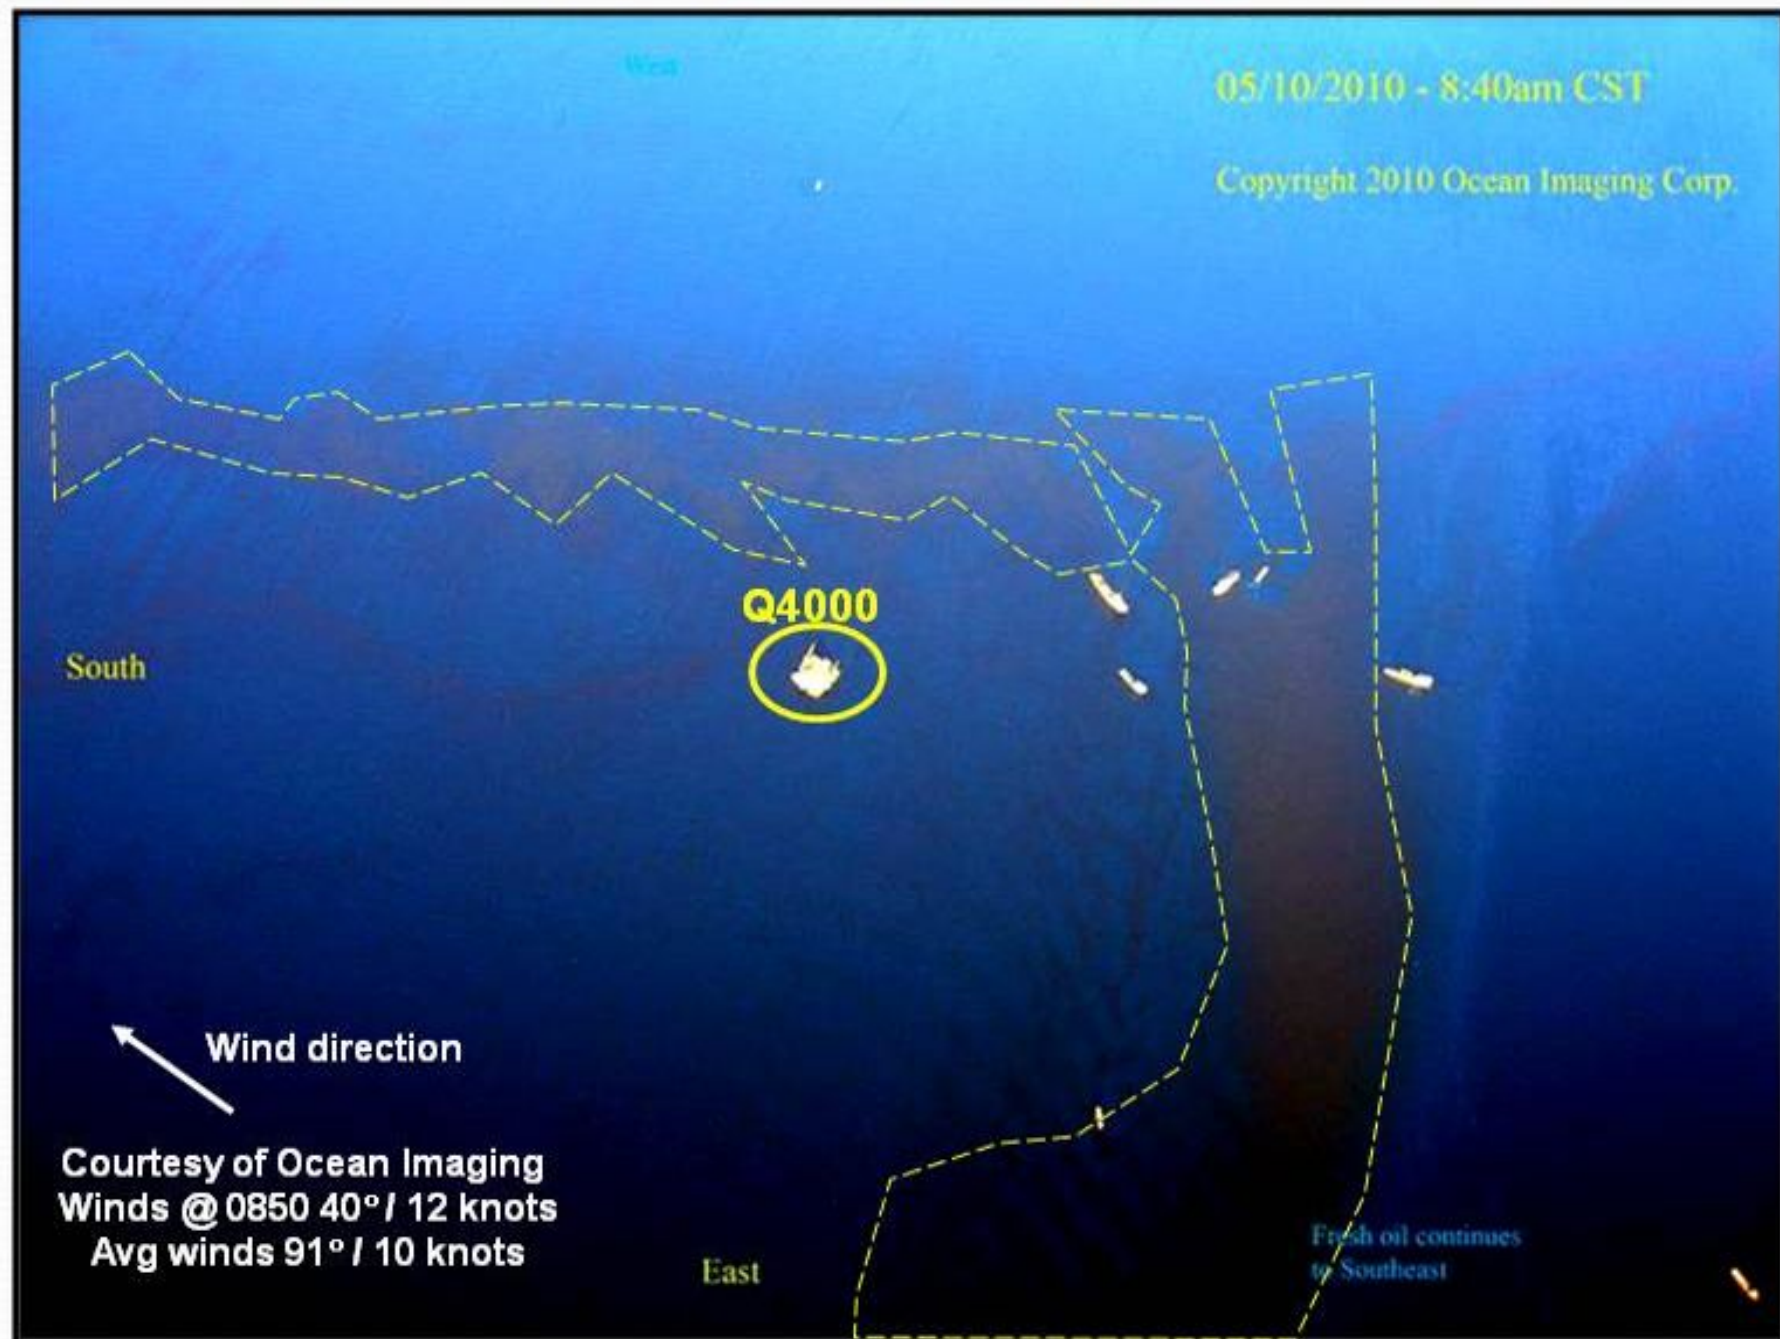 West
05/10/2010 - 8:40am CST
Copyright 2010 Ocean Imaging Corp.
Q4000
South
Wind direction
Courtesy of Ocean Imaging
Winds @ 0850 40° / 12 knots
Avg winds 91° / 10 knots
East
Fresh oil continues
to Southeast